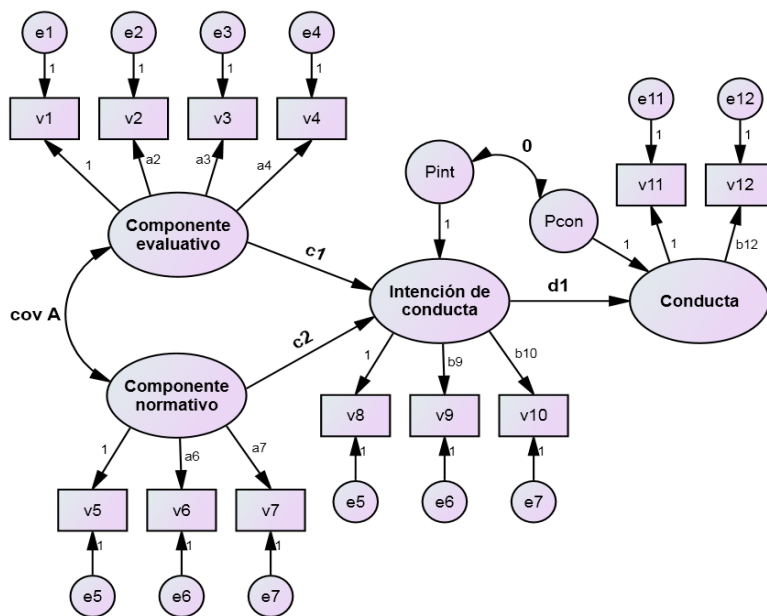 e1
e2
e3
e4
1
1
1
1
v1
v2
v3
v4
1
a2
a3
a4
Componente
evaluativo
cov A
Componente
normativo
c1
c2
1
a6
a7
v5
v6
v7
1
1
1
e5
e6
e7
Pint
0
Pcon
1
1
Intención de
conducta
d1
1
b9
b10
v8
v9
v10
1
1
1
e5
e6
e7
e11
e12
1
1
v11
v12
1
b12
Conducta